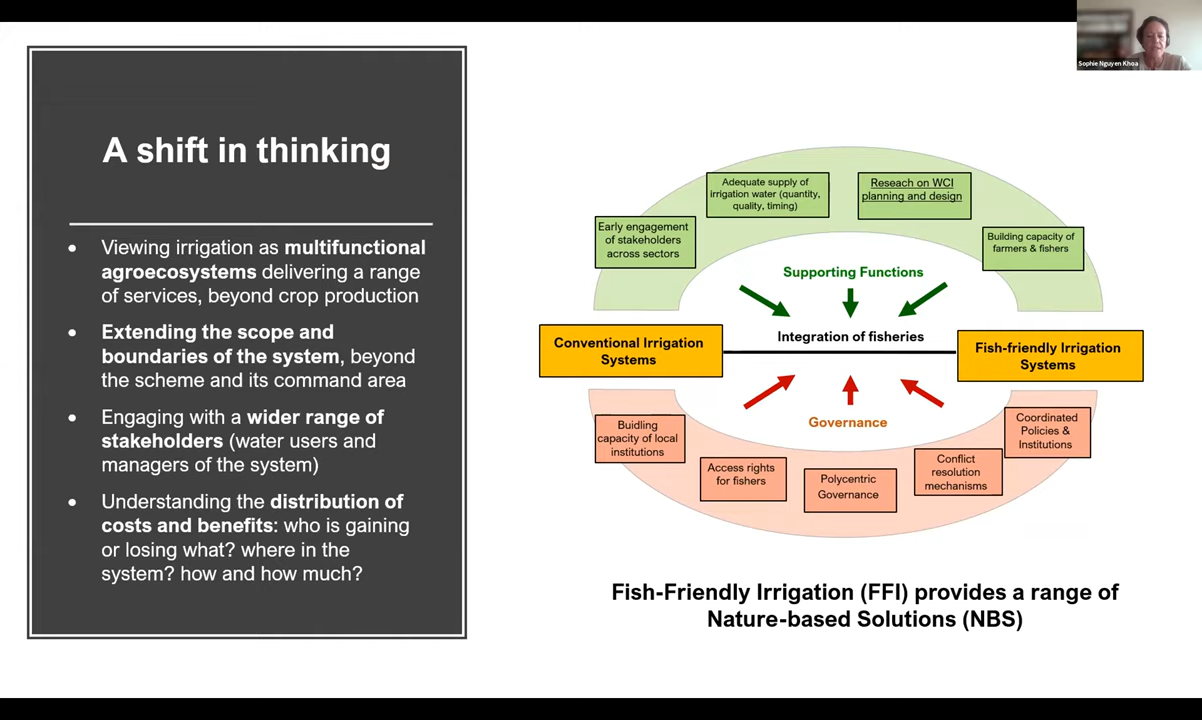 Sophie Nguyen Khoa
A shift in thinking
• Viewing irrigation as multifunctional
agroecosystems delivering a range
of services, beyond crop production
• Extending the scope and
boundaries of the system, beyond
the scheme and its command area
• Engaging with a wider range of
stakeholders (water users and
managers of the system)
• Understanding the distribution of
costs and benefits: who is gaining
or losing what? where in the
system? how and how much?
Early engagement
of stakeholders
across sectors
Adequate supply of
irrigation water (quantity,
quality, timing)
Reseach on WCI
planning and design
Building capacity of
farmers & fishers
Supporting Functions
Conventional Irrigation
Systems
Integration of fisheries
Fish-friendly Irrigation
Systems
Governance
Buidling
capacity of local
institutions
Access rights
for fishers
Polycentric
Governance
Conflict
resolution
mechanisms
Coordinated
Policies &
Institutions
Fish-Friendly Irrigation (FFI) provides a range of
Nature-based Solutions (NBS)